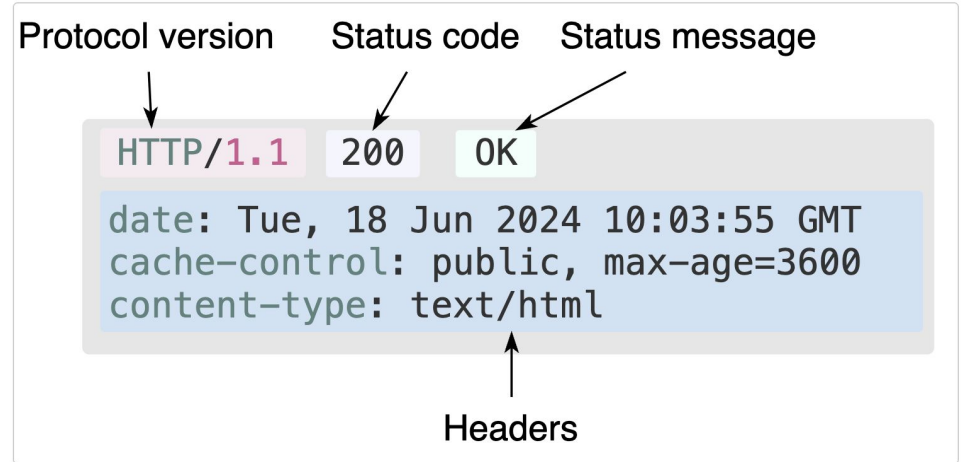 Protocol version Status code Status message
HTTP/1.1 200 OK
date: Tue, 18 Jun 2024 10:03:55 GMT
cache-control: public, max-age=3600
content-type: text/html
Headers